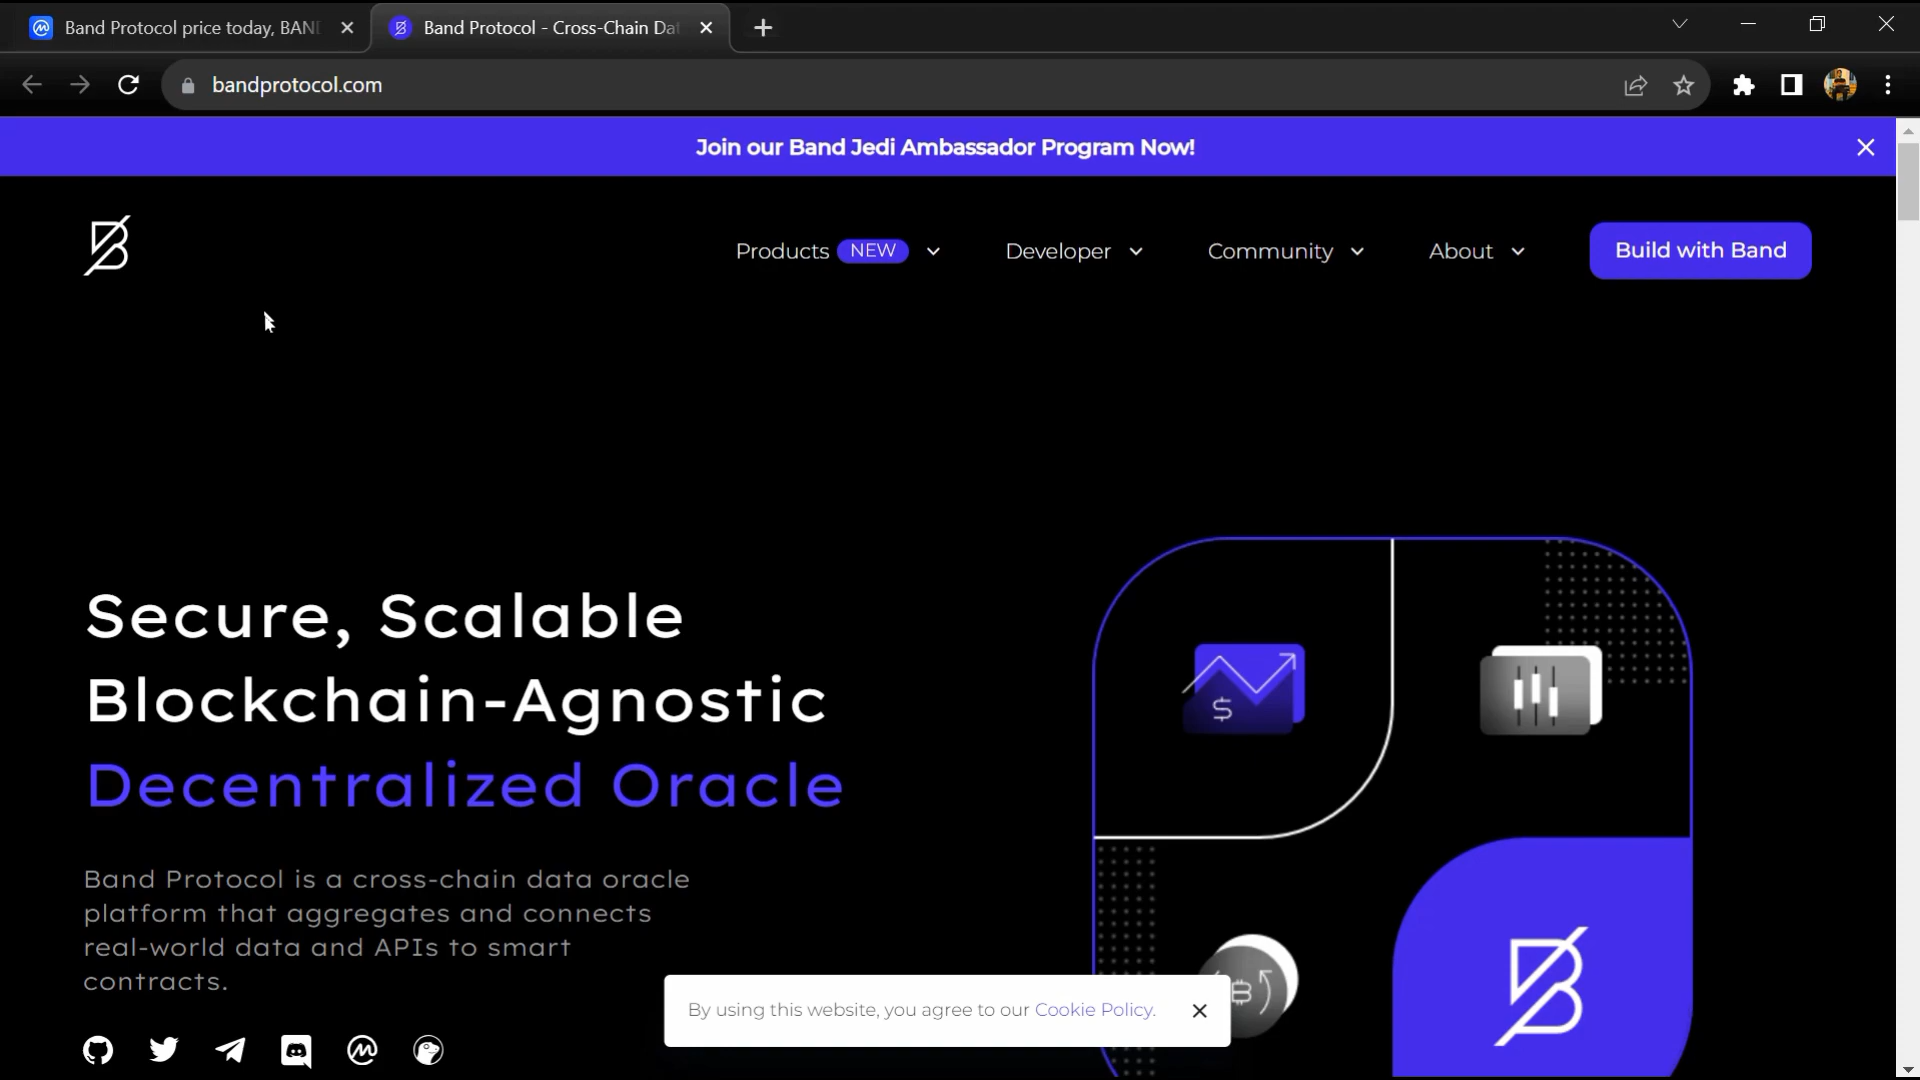 Band Protocol price today, BAND
Band Protocol - Cross-Chain Dat
bandprotocol.com
Join our Band Jedi Ambassador Program Now!
Products NEW Developer Community About Build with Band
Secure, Scalable
Blockchain-Agnostic
Decentralized Oracle
Band Protocol is a cross-chain data oracle
platform that aggregates and connects
real-world data and APIs to smart
contracts.
By using this website, you agree to our Cookie Policy.